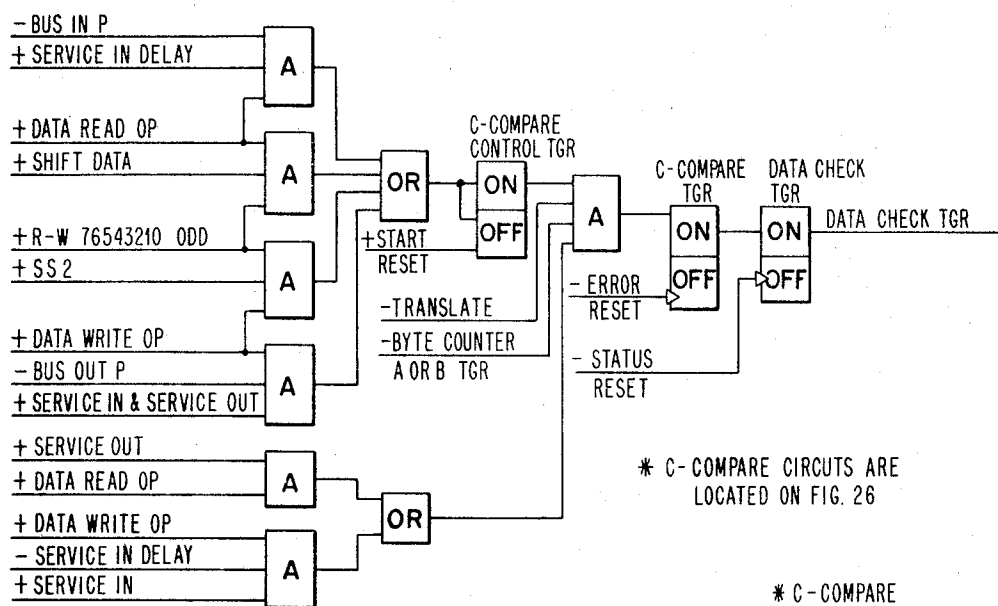 - BUS IN P
+ SERVICE IN DELAY
A
+ DATA READ OP
+ SHIFT DATA
A
+ R-W 76543210 ODD
+ SS2
A
+ DATA WRITE OP
- BUS OUT P
+ SERVICE IN & SERVICE OUT
A
OR
C-COMPARE
CONTROL TGR
ON
OFF
+ START
RESET
A
- TRANSLATE
- BYTE COUNTER
A OR B TGR
C-COMPARE
TGR
ON
OFF
- ERROR
RESET
DATA CHECK
TGR
ON
OFF
- STATUS
RESET
DATA CHECK TGR
+ SERVICE OUT
+ DATA READ OP
A
+ DATA WRITE OP
- SERVICE IN DELAY
+ SERVICE IN
A
OR
* C-COMPARE CIRCUTS ARE
LOCATED ON FIG. 26
* C-COMPARE